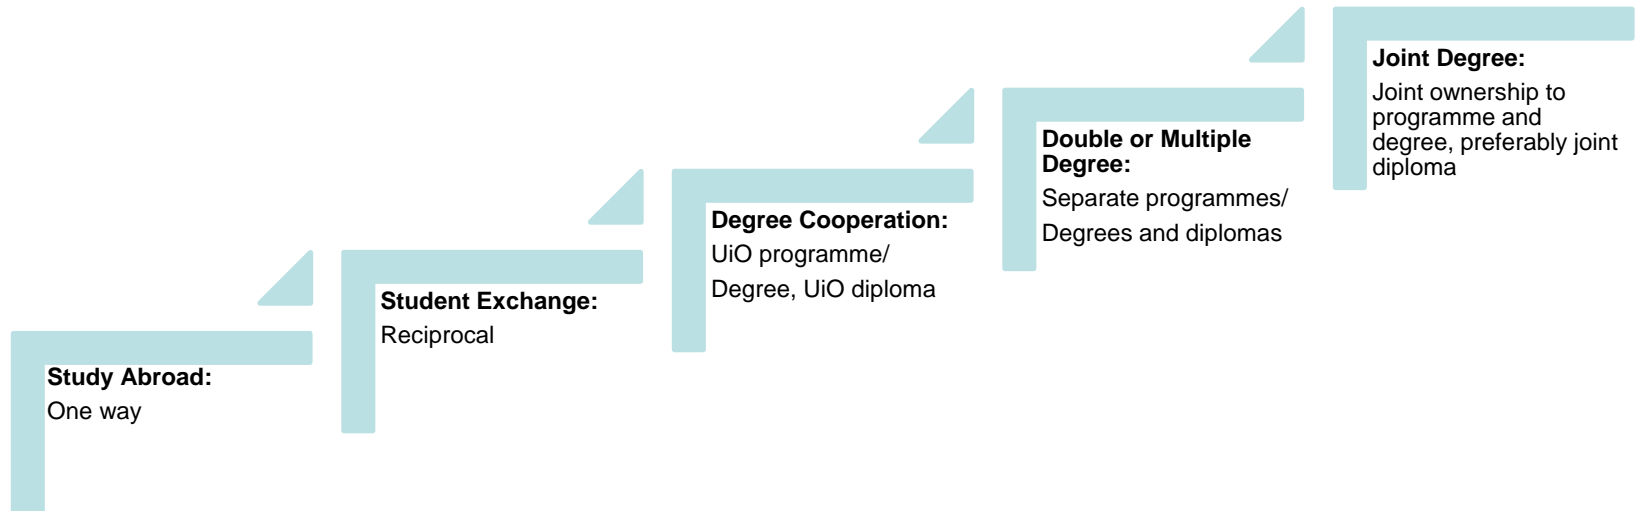 Study Abroad:
One way
Student Exchange:
Reciprocal
Degree Cooperation:
UiO programme/
Degree, UiO diploma
Double or Multiple
Degree:
Separate programmes/
Degrees and diplomas
Joint Degree:
Joint ownership to
programme and
degree, preferably joint
diploma